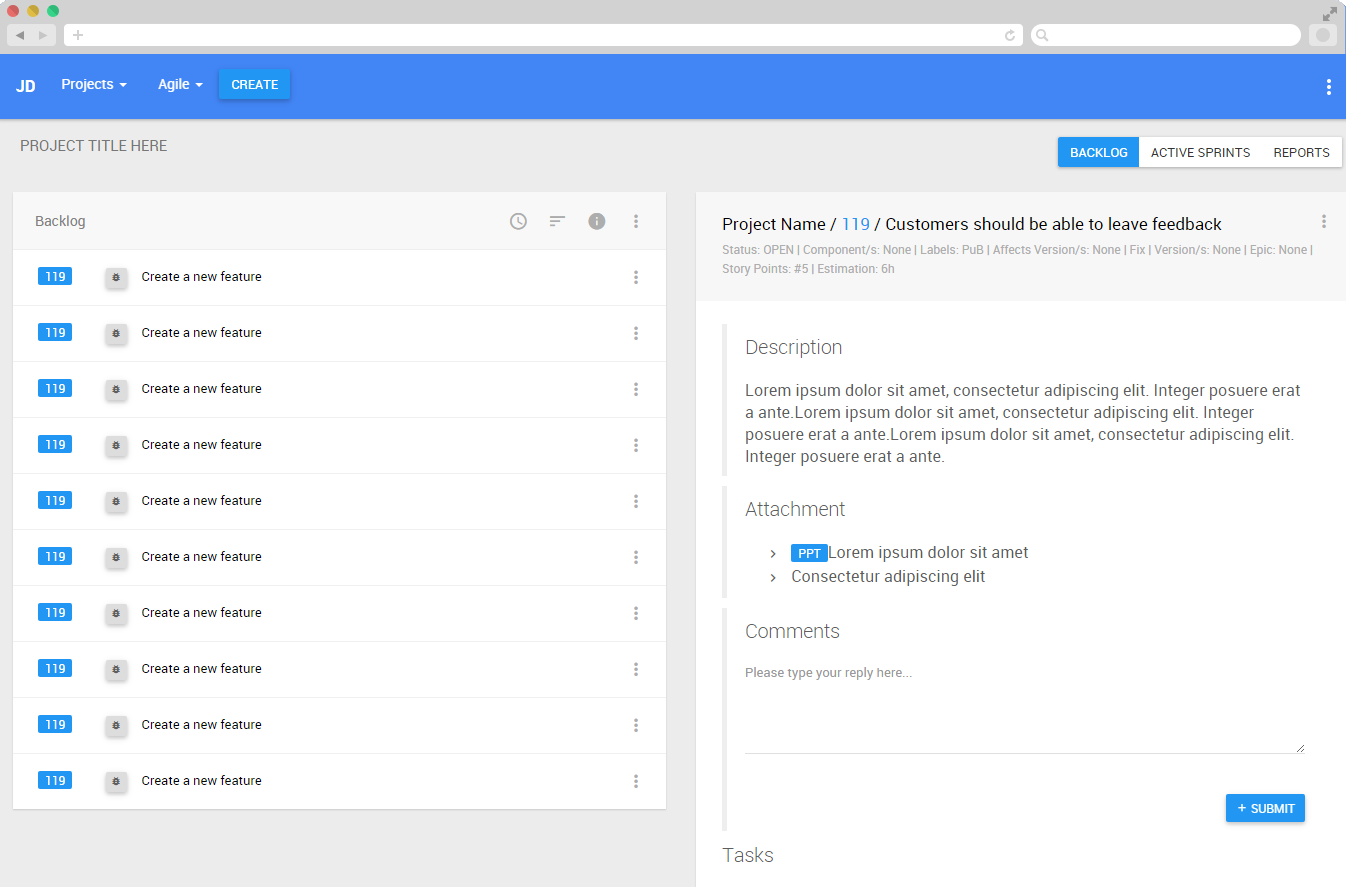 JD Projects Agile CREATE
PROJECT TITLE HERE
BACKLOG ACTIVE SPRINTS REPORTS
Backlog
119 Create a new feature
119 Create a new feature
119 Create a new feature
119 Create a new feature
119 Create a new feature
119 Create a new feature
119 Create a new feature
119 Create a new feature
119 Create a new feature
119 Create a new feature
Project Name / 119 / Customers should be able to leave feedback
Status: OPEN | Component/s: None | Labels: PuB | Affects Version/s: None | Fix | Version/s: None | Epic: None |
Story Points: #5 | Estimation: 6h
Description
Lorem ipsum dolor sit amet, consectetur adipiscing elit. Integer posuere erat
a ante.Lorem ipsum dolor sit amet, consectetur adipiscing elit. Integer
posuere erat a ante.Lorem ipsum dolor sit amet, consectetur adipiscing elit.
Integer posuere erat a ante.
Attachment
PPT Lorem ipsum dolor sit amet
Consectetur adipiscing elit
Comments
Please type your reply here...
+ SUBMIT
Tasks